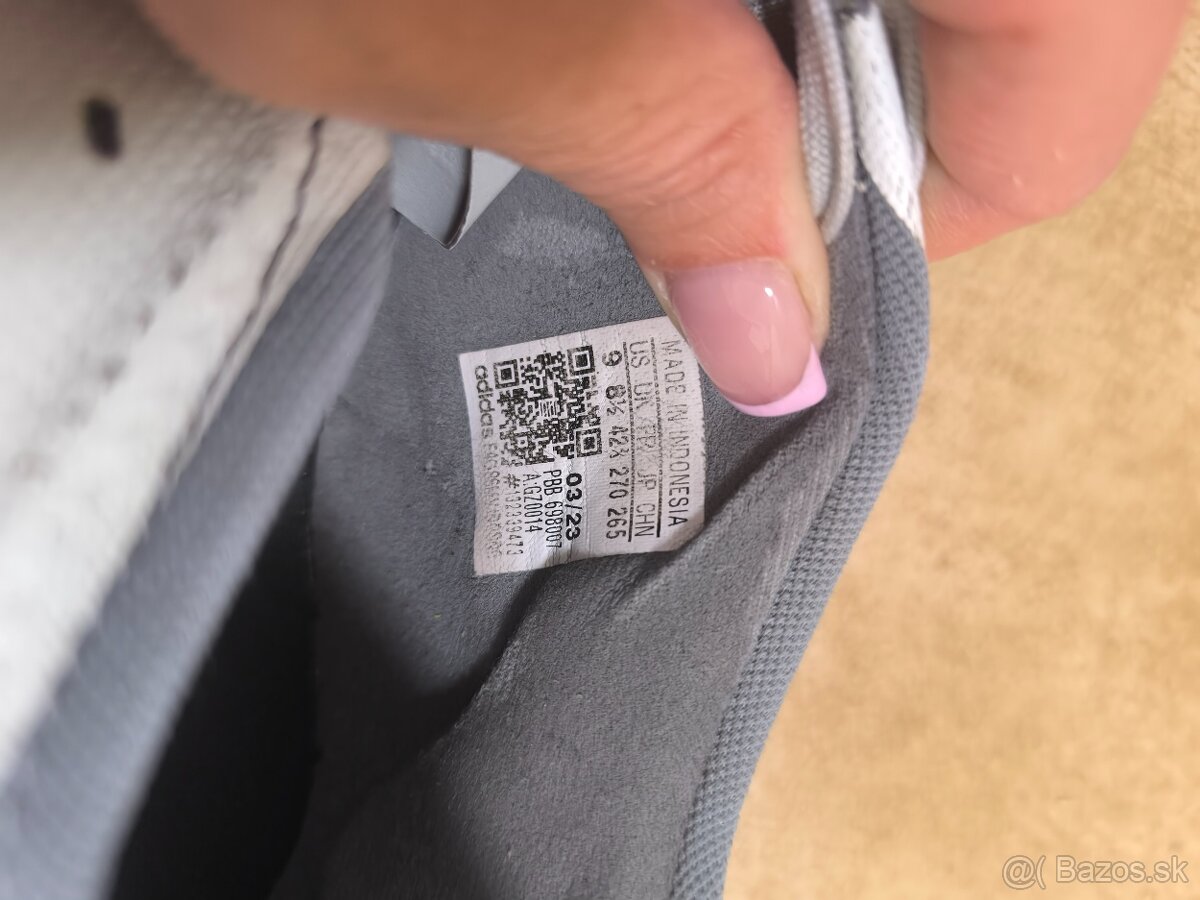 MADE IN INDONESIA
US UK FR JP CHN
9 8½ 42⅔ 270 265
03/23
PBB 698007
A:GZ0014
adidas
@( Bazos.sk